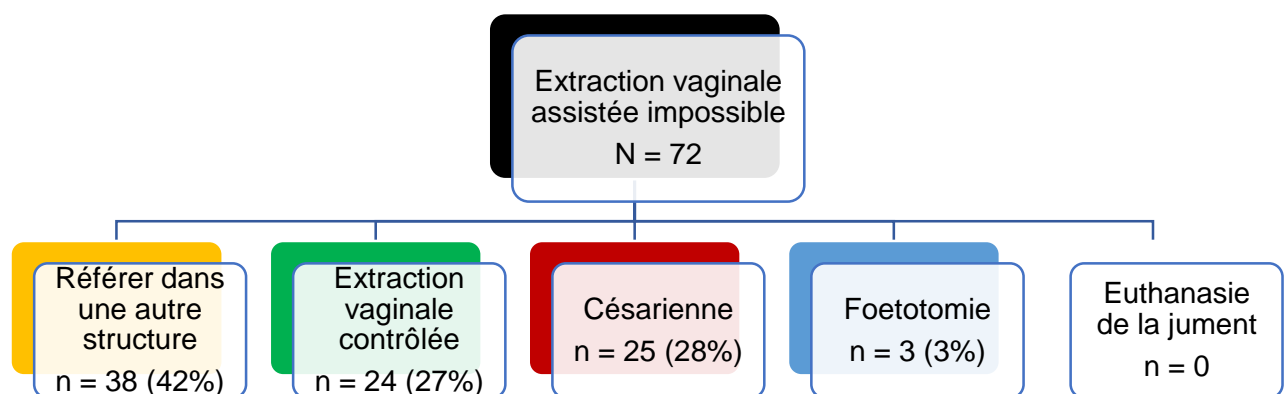 Extraction vaginale
assistée impossible
N = 72
Référer dans
une autre
structure
n = 38 (42%)
Extraction
vaginale
contrôlée
n = 24 (27%)
Césarienne
n = 25 (28%)
Foetotomie
n = 3 (3%)
Euthanasie
de la jument
n = 0